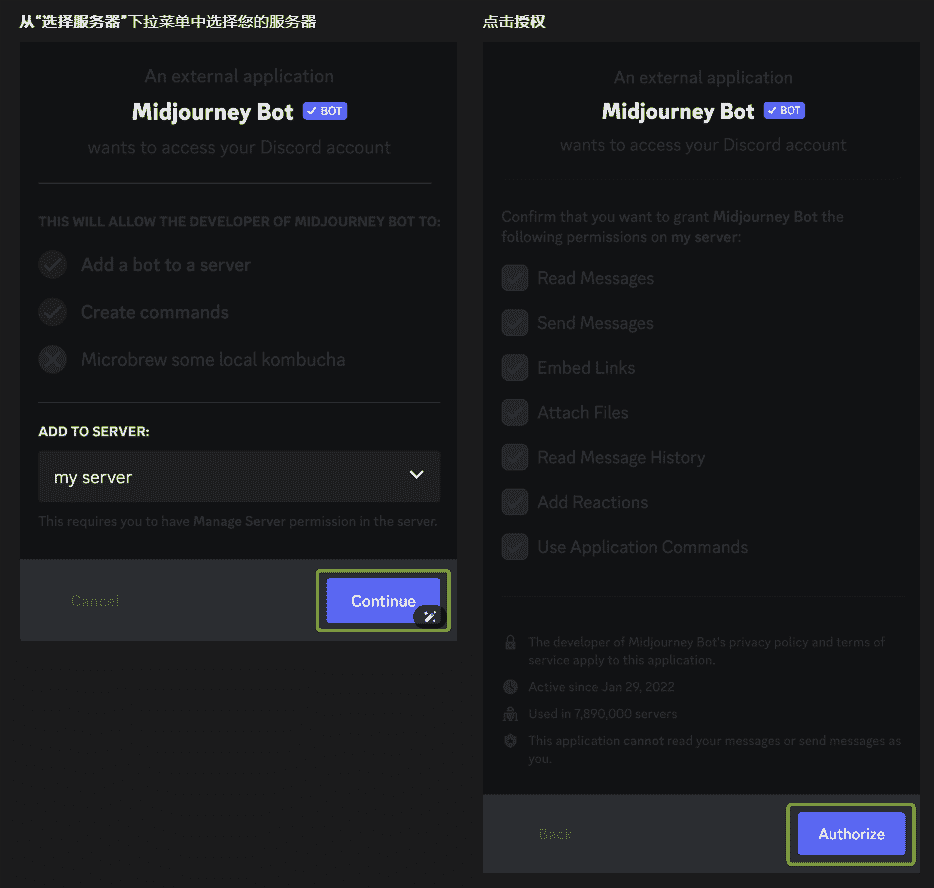 从“选择服务器”下拉菜单中选择您的服务器
An external application
Midjourney Bot
BOT
wants to access your Discord account
THIS WILL ALLOW THE DEVELOPER OF MIDJOURNEY BOT TO:
Add a bot to a server
Create commands
Microbrew some local kombucha
ADD TO SERVER:
my server
This requires you to have Manage Server permission in the server.
Cancel
Continue
点击授权
An external application
Midjourney Bot
BOT
wants to access your Discord account
Confirm that you want to grant Midjourney Bot the
following permissions on my server:
Read Messages
Send Messages
Embed Links
Attach Files
Read Message History
Add Reactions
Use Application Commands
The developer of Midjourney Bot's privacy policy and terms of
service apply to this application.
Active since Jan 29, 2022
Used in 7,890,000 servers
This application cannot read your messages or send messages as
you.
Back
Authorize